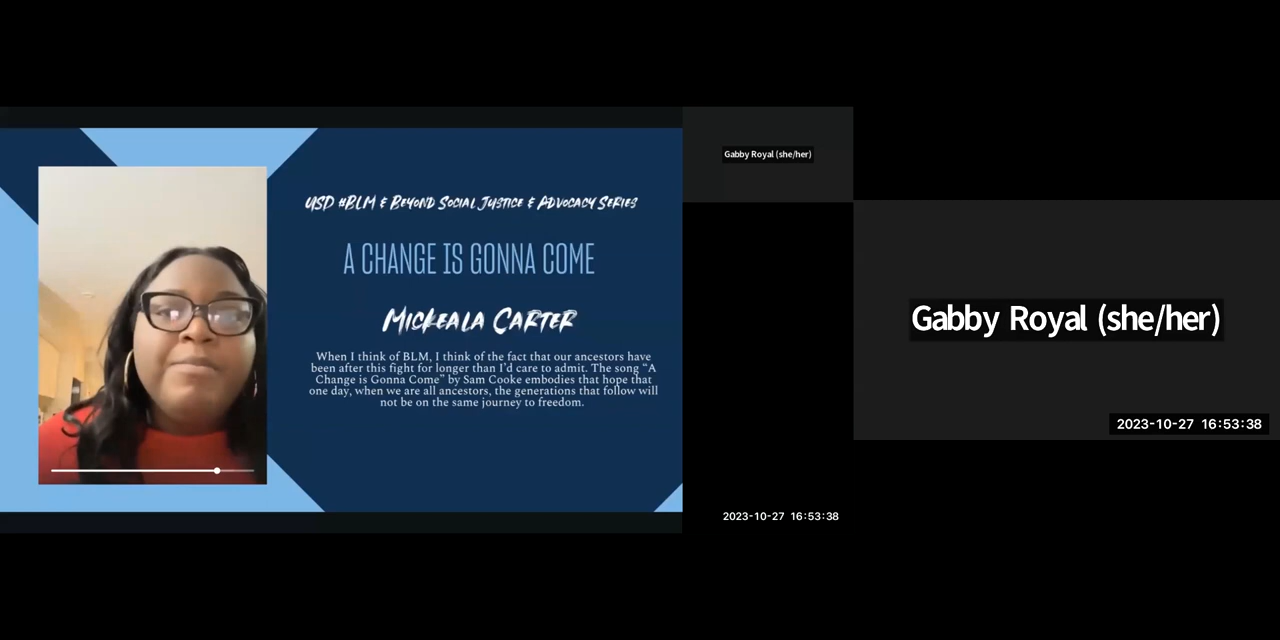 USD #BLM & BEYOND SOCIAL JUSTICE & ADVOCACY SERIES
A CHANGE IS GONNA COME
MICKEALA CARTER
When I think of BLM, I think of the fact that our ancestors have
been after this fight for longer than I'd care to admit. The song “A
Change is Gonna Come” by Sam Cooke embodies that hope that
one day, when we are all ancestors, the generations that follow will
not be on the same journey to freedom.
Gabby Royal (she/her)
2023-10-27 16:53:38
Gabby Royal (she/her)
2023-10-27 16:53:38